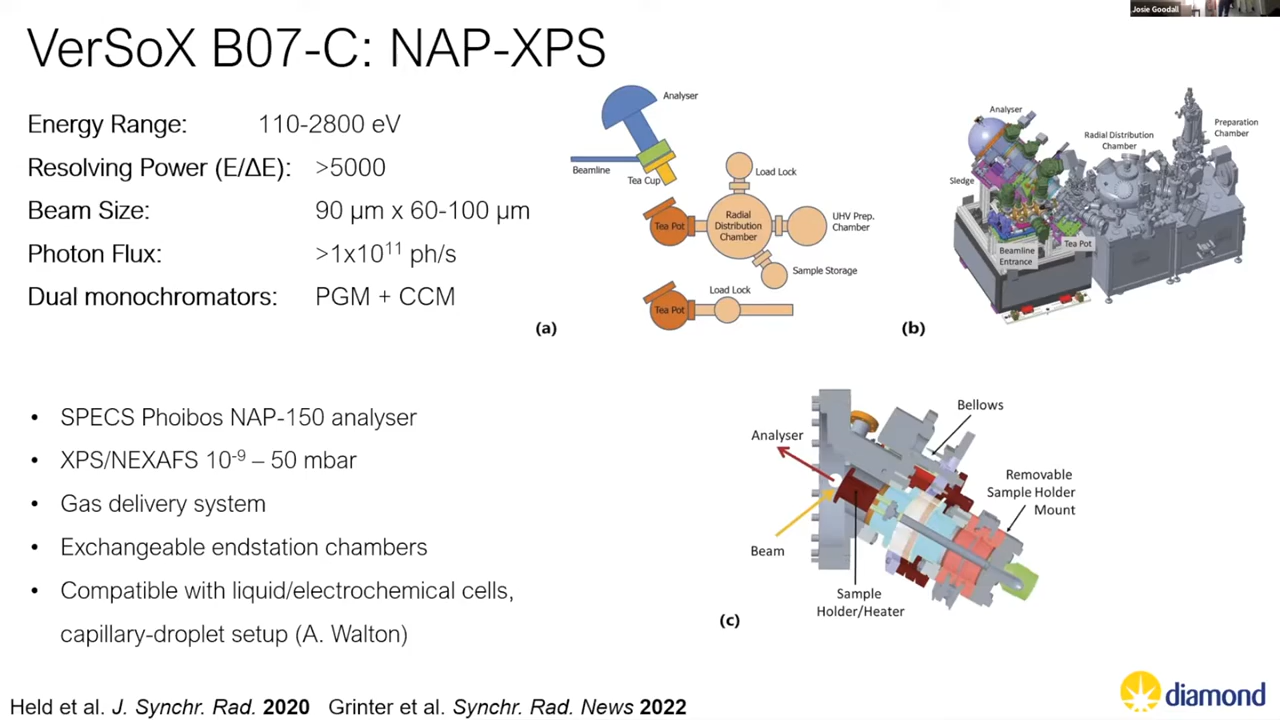 Josie Goodall
VerSoX B07-C: NAP-XPS
Energy Range: 110-2800 eV
Resolving Power (E/ΔE): >5000
Beam Size: 90 µm x 60-100 µm
Photon Flux: >1x10¹¹ ph/s
Dual monochromators: PGM + CCM
Analyser
Beamline
Tea Cup
Load Lock
Tea Pot
Radial
Distribution
Chamber
UHV Prep.
Chamber
Sample Storage
Load Lock
Tea Pot
(a)
Analyser
Radial Distribution
Chamber
Preparation
Chamber
Sledge
Tea Pot
Beamline
Entrance
(b)
• SPECS Phoibos NAP-150 analyser
• XPS/NEXAFS 10⁻⁹ – 50 mbar
• Gas delivery system
• Exchangeable endstation chambers
• Compatible with liquid/electrochemical cells,
capillary-droplet setup (A. Walton)
Bellows
Analyser
Removable
Sample Holder
Mount
Beam
Sample
Holder/Heater
(c)
Held et al. J. Synchr. Rad. 2020 Grinter et al. Synchr. Rad. News 2022
diamond